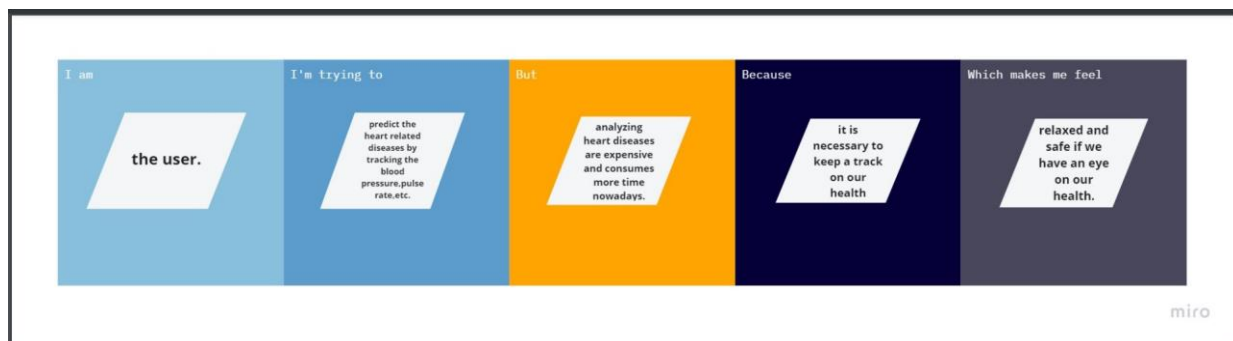 I am
the user.
I'm trying to
predict the
heart related
diseases by
tracking the
blood
pressure,pulse
rate,etc.
But
analyzing
heart diseases
are expensive
and consumes
more time
nowadays.
Because
it is
necessary to
keep a track
on our
health
Which makes me feel
relaxed and
safe if we
have an eye
on our
health.
miro